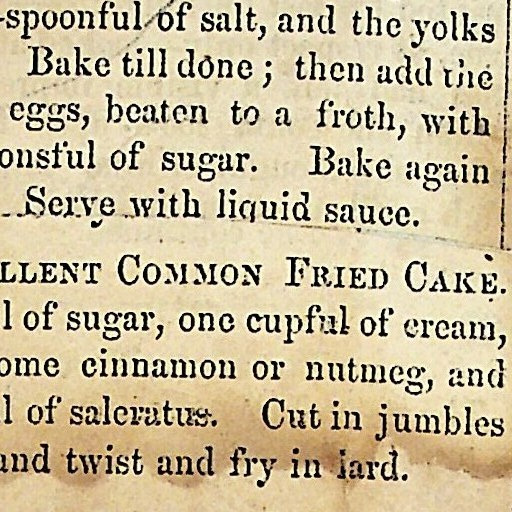 -spoonful of salt, and the yolks
Bake till done; then add the
eggs, beaten to a froth, with
onsful of sugar. Bake again
Serve with liquid sauce.
LLENT COMMON FRIED CAKE.
l of sugar, one cupful of cream,
ome cinnamon or nutmeg, and
l of saleratus. Cut in jumbles
and twist and fry in lard.